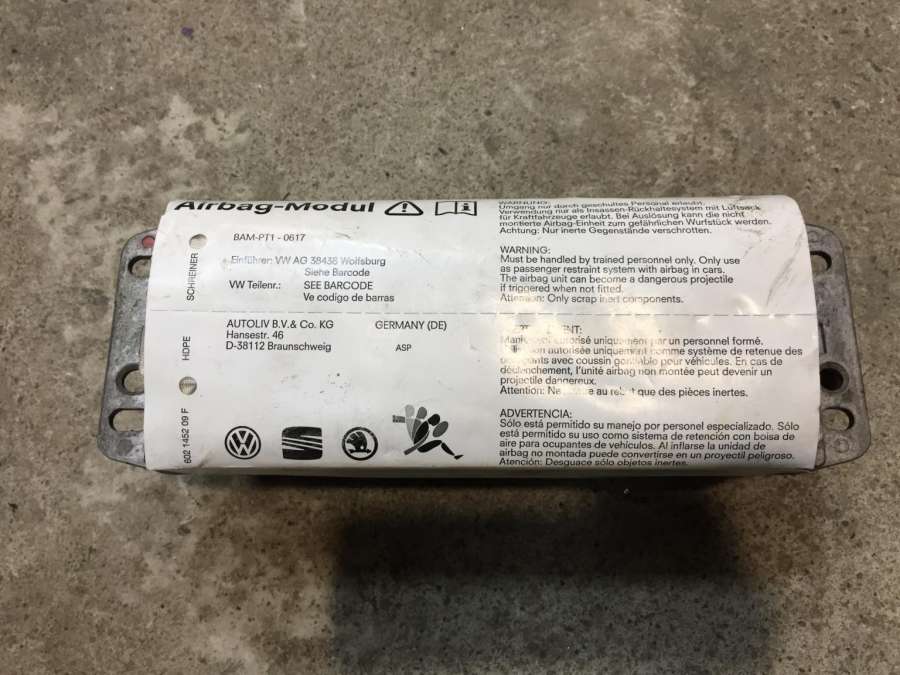 Airbag-Modul
BAM-PT1 - 0617
Einführer: VW AG 38436 Wolfsburg
Siehe Barcode
VW Teilenr.: SEE BARCODE
Ve codigo de barras
AUTOLIV B.V.& Co. KG GERMANY (DE)
Hansestr. 46
D-38112 Braunschweig ASP
SCHREINER
HDPE
602 1452 09 F
WARNUNG:
Umgang nur durch geschultes Personal erlaubt.
Verwendung nur als Insassen-Rückhaltesystem mit Luftsack
für Kraftfahrzeuge erlaubt. Bei Auslösung kann die nicht
montierte Airbag-Einheit zum gefährlichen Wurfstück werden.
Achtung: Nur inerte Gegenstände verschrotten.
WARNING:
Must be handled by trained personnel only. Only use
as passenger restraint system with airbag in cars.
The airbag unit can become a dangerous projectile
if triggered when not fitted.
Attention: Only scrap inert components.
autorisé uniquement par un personnel formé.
autorisée uniquement comme système de retenue des
avec coussin gonflable pour véhicules. En cas de
déclenchement, l'unité airbag non montée peut devenir un
projectile dangereux.
Attention: Ne au rebut que des pièces inertes.
ADVERTENCIA:
Sólo está permitido su manejo por personel especializado. Sólo
está permitido su uso como sistema de retención con bolsa de
aire para ocupantes de vehículos. Al inflarse la unidad de
airbag no montada puede convertirse en un proyectil peligroso.
Atención: Desguace sólo objetos inertes.